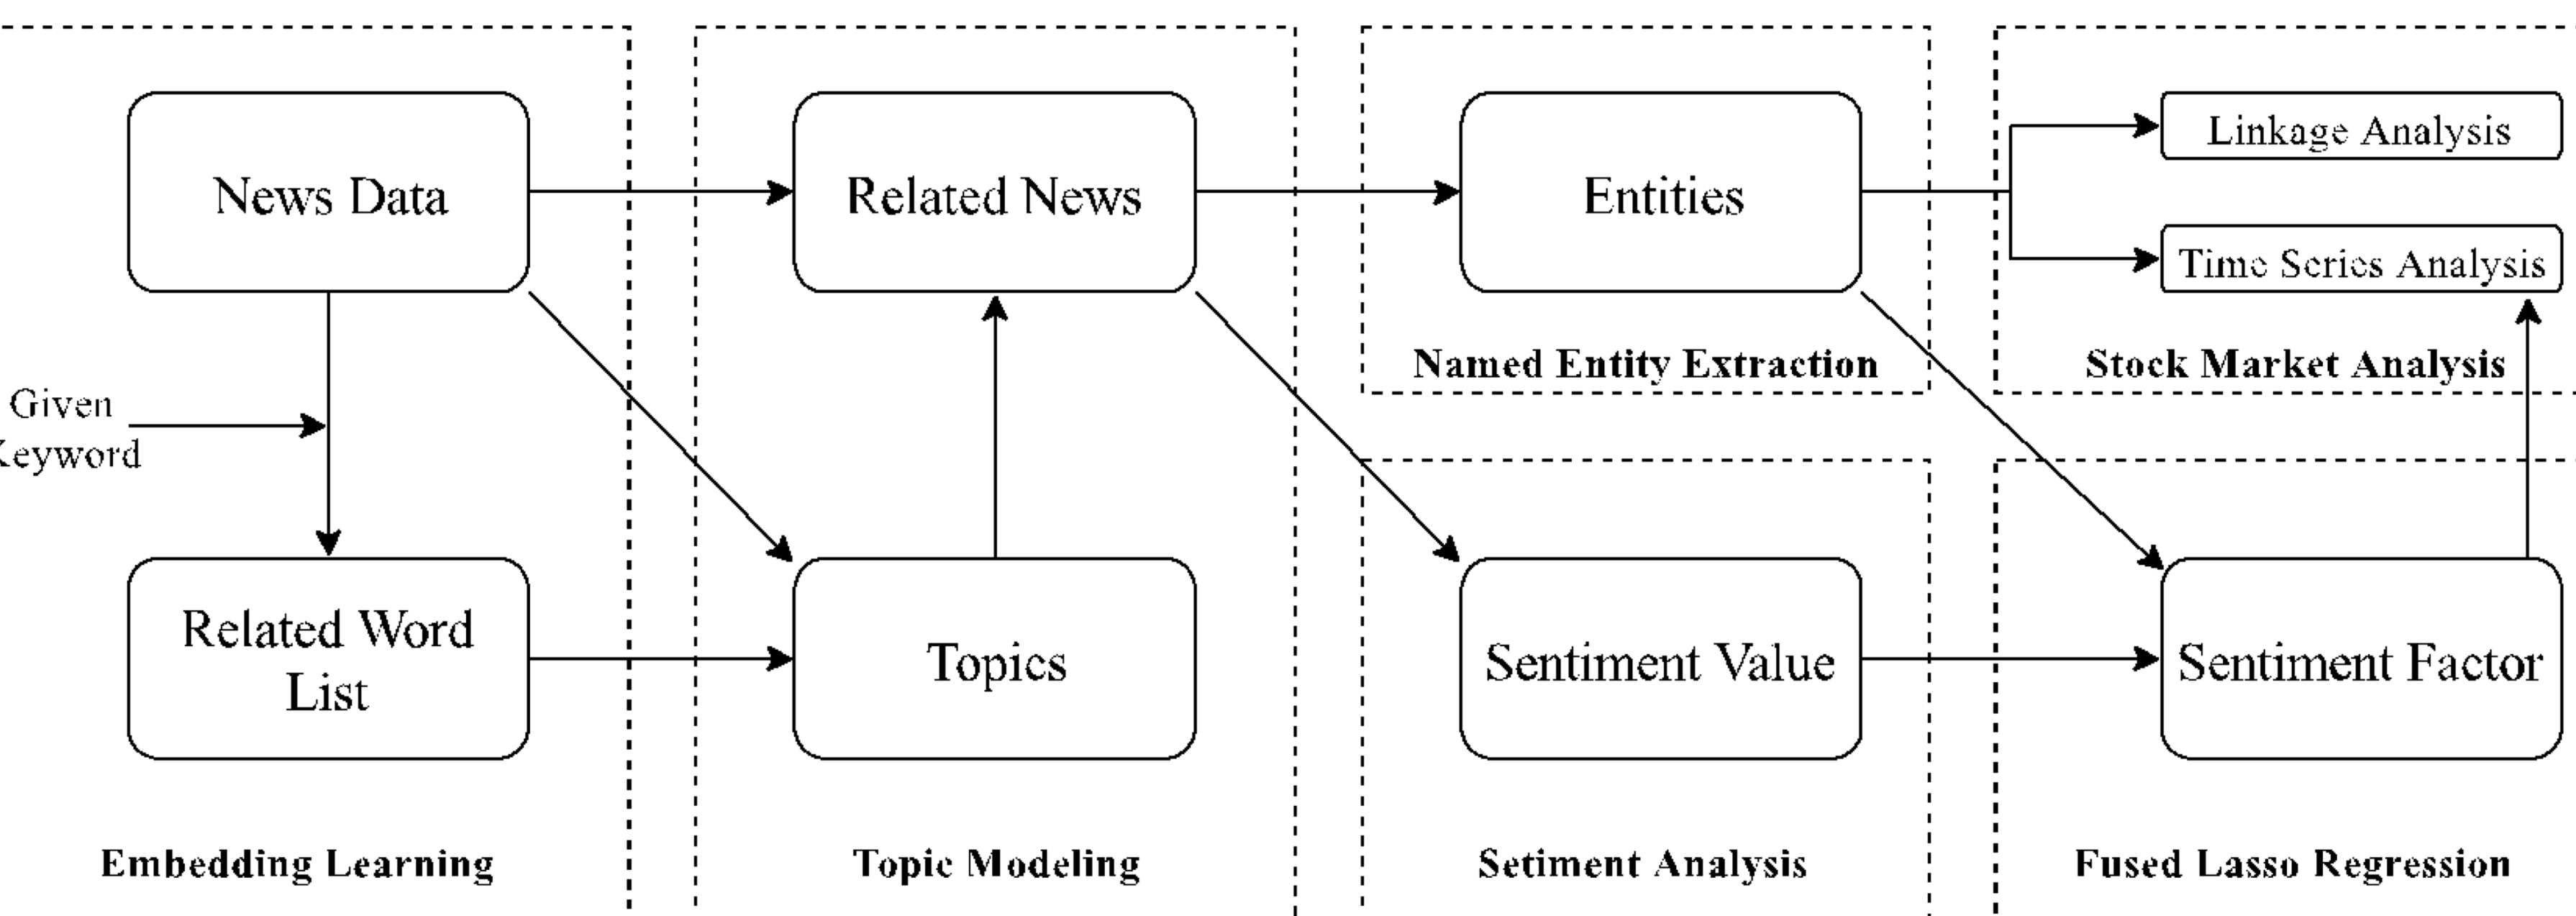 News Data
Related News
Entities
Linkage Analysis
Time Series Analysis
Named Entity Extraction
Stock Market Analysis
Given
Keyword
Related Word
List
Topics
Sentiment Value
Sentiment Factor
Embedding Learning
Topic Modeling
Setiment Analysis
Fused Lasso Regression